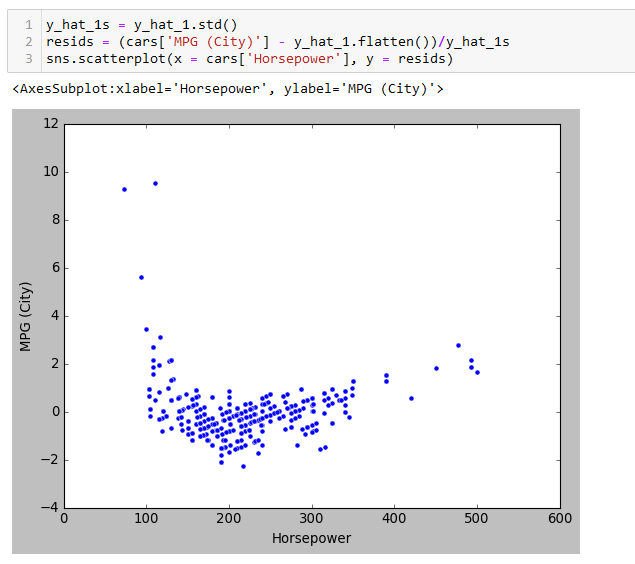 1 y_hat_1s = y_hat_1.std()
2 resids = (cars['MPG (City)'] - y_hat_1.flatten())/y_hat_1s
3 sns.scatterplot(x = cars['Horsepower'], y = resids)
<AxesSubplot:xlabel='Horsepower', ylabel='MPG (City)'>
12
10
8
6
4
2
0
−2
−4
MPG (City)
0 100 200 300 400 500 600
Horsepower